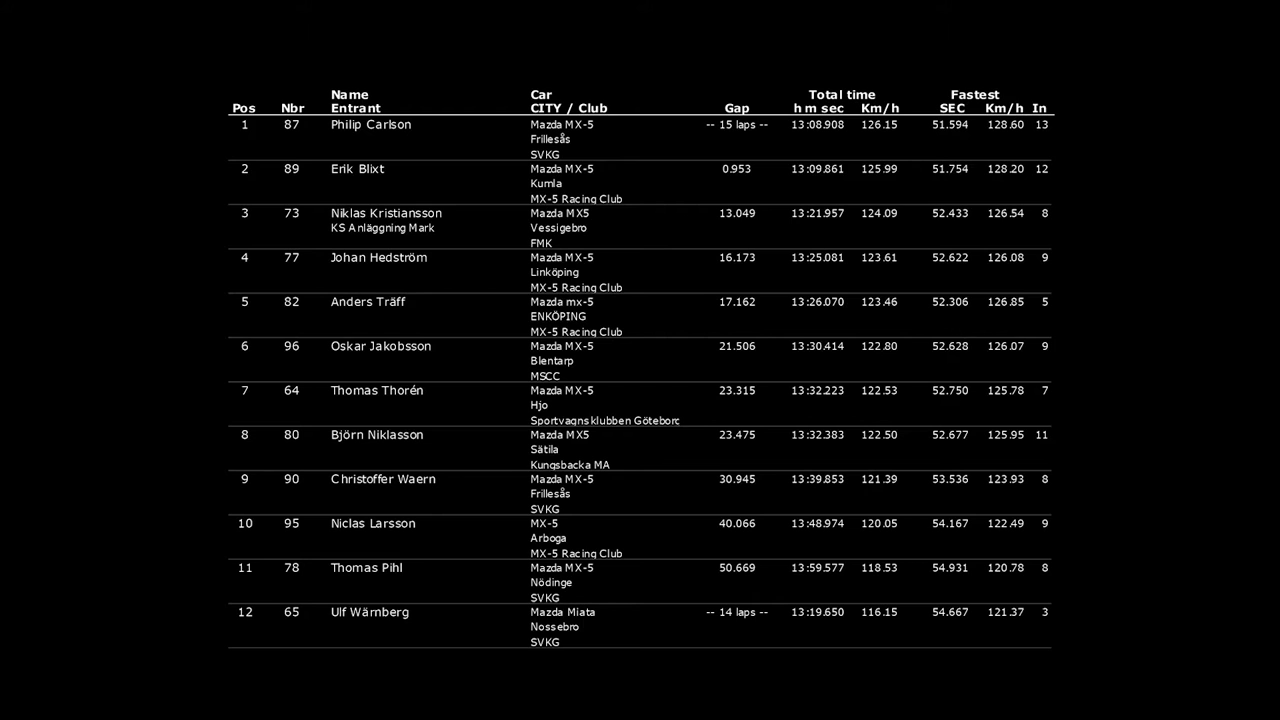 Name Car Total time Fastest
Pos Nbr Entrant CITY / Club Gap h m sec Km/h SEC Km/h In
1 87 Philip Carlson Mazda MX-5 -- 15 laps -- 13:08.908 126.15 51.594 128.60 13
Frillesås
SVKG
2 89 Erik Blixt Mazda MX-5 0.953 13:09.861 125.99 51.754 128.20 12
Kumla
MX-5 Racing Club
3 73 Niklas Kristiansson Mazda MX5 13.049 13:21.957 124.09 52.433 126.54 8
KS Anläggning Mark Vessigebro
FMK
4 77 Johan Hedström Mazda MX-5 16.173 13:25.081 123.61 52.622 126.08 9
Linköping
MX-5 Racing Club
5 82 Anders Träff Mazda mx-5 17.162 13:26.070 123.46 52.306 126.85 5
ENKÖPING
MX-5 Racing Club
6 96 Oskar Jakobsson Mazda MX-5 21.506 13:30.414 122.80 52.628 126.07 9
Blentarp
MSCC
7 64 Thomas Thorén Mazda MX-5 23.315 13:32.223 122.53 52.750 125.78 7
Hjo
Sportvagnsklubben Göteborg
8 80 Björn Niklasson Mazda MX5 23.475 13:32.383 122.50 52.677 125.95 11
Sätila
Kungsbacka MA
9 90 Christoffer Waern Mazda MX-5 30.945 13:39.853 121.39 53.536 123.93 8
Frillesås
SVKG
10 95 Niclas Larsson MX-5 40.066 13:48.974 120.05 54.167 122.49 9
Arboga
MX-5 Racing Club
11 78 Thomas Pihl Mazda MX-5 50.669 13:59.577 118.53 54.931 120.78 8
Nödinge
SVKG
12 65 Ulf Wärnberg Mazda Miata -- 14 laps -- 13:19.650 116.15 54.667 121.37 3
Nossebro
SVKG